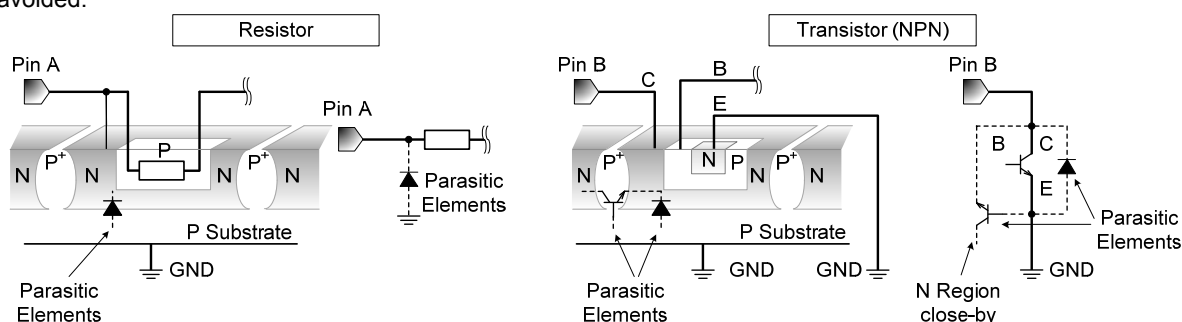 avoided.
Resistor
Transistor (NPN)
Pin A
Pin A
P
N
P+
N
N
P+
N
Parasitic
Elements
P Substrate
GND
Parasitic
Elements
Pin B
C
B
E
N
P+
N
N
P
N
P+
N
P Substrate
GND
GND
Parasitic
Elements
Pin B
B
C
E
Parasitic
Elements
GND
N Region
close-by